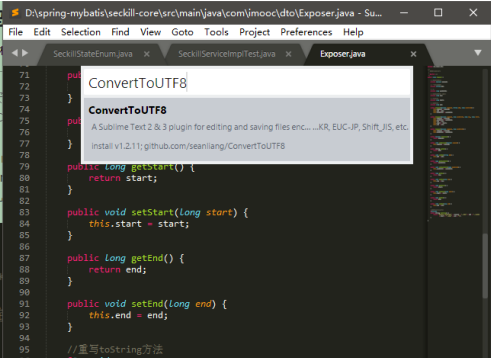 D:\spring-mybatis\seckill-core\src\main\java\com\imooc\dto\Exposer.java - Su...
File Edit Selection Find View Goto Tools Project Preferences Help
SeckillStateEnum.java × SeckillServiceImplTest.java × Exposer.java ×
71 pub
72
73 }
74
75 pub
76
77 }
78
79 public long getStart() {
80 return start;
81 }
82
83 public void setStart(long start) {
84 this.start = start;
85 }
86
87 public long getEnd() {
88 return end;
89 }
90
91 public void setEnd(long end) {
92 this.end = end;
93 }
94
95 //重写toString方法
ConvertToUTF8
ConvertToUTF8
A Sublime Text 2 & 3 plugin for editing and saving files enc... ...KR, EUC-JP, Shift_JIS, etc.
install v1.2.11; github.com/seanliang/ConvertToUTF8